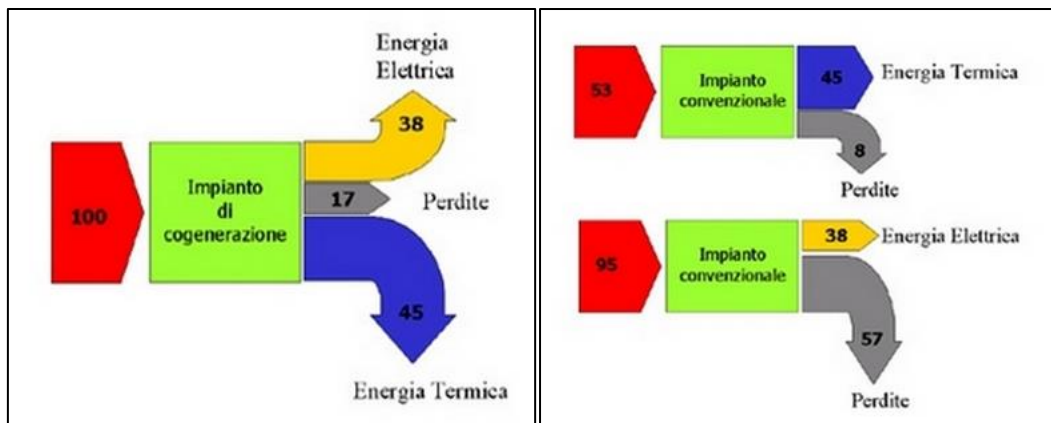 Energia
Elettrica
38
100
Impianto
di
cogenerazione
17
Perdite
45
Energia Termica
53
Impianto
convenzionale
45
Energia Termica
8
Perdite
95
Impianto
convenzionale
38
Energia Elettrica
57
Perdite